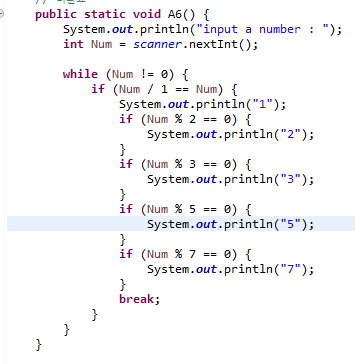 public static void A6() {
System.out.println("input a number : ");
int Num = scanner.nextInt();
while (Num != 0) {
if (Num / 1 == Num) {
System.out.println("1");
if (Num % 2 == 0) {
System.out.println("2");
}
if (Num % 3 == 0) {
System.out.println("3");
}
if (Num % 5 == 0) {
System.out.println("5");
}
if (Num % 7 == 0) {
System.out.println("7");
}
break;
}
}
}